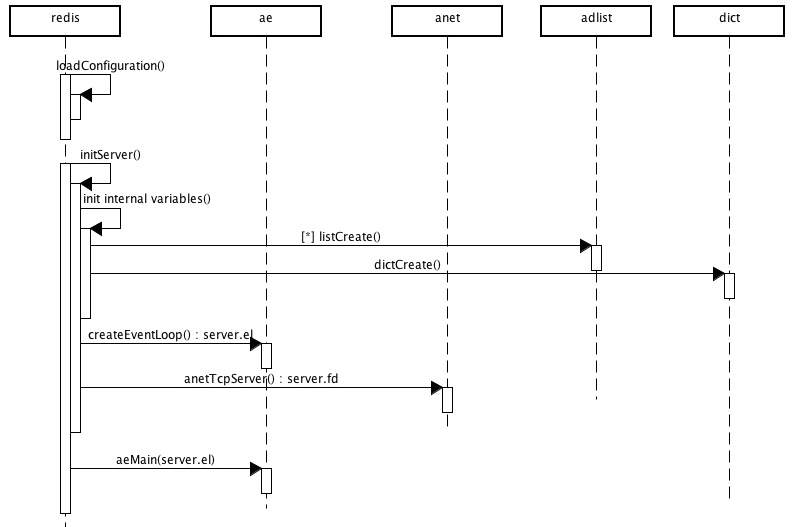 redis
ae
anet
adlist
dict
loadConfiguration()
initServer()
init internal variables()
[*] listCreate()
dictCreate()
createEventLoop() : server.el
anetTcpServer() : server.fd
aeMain(server.el)